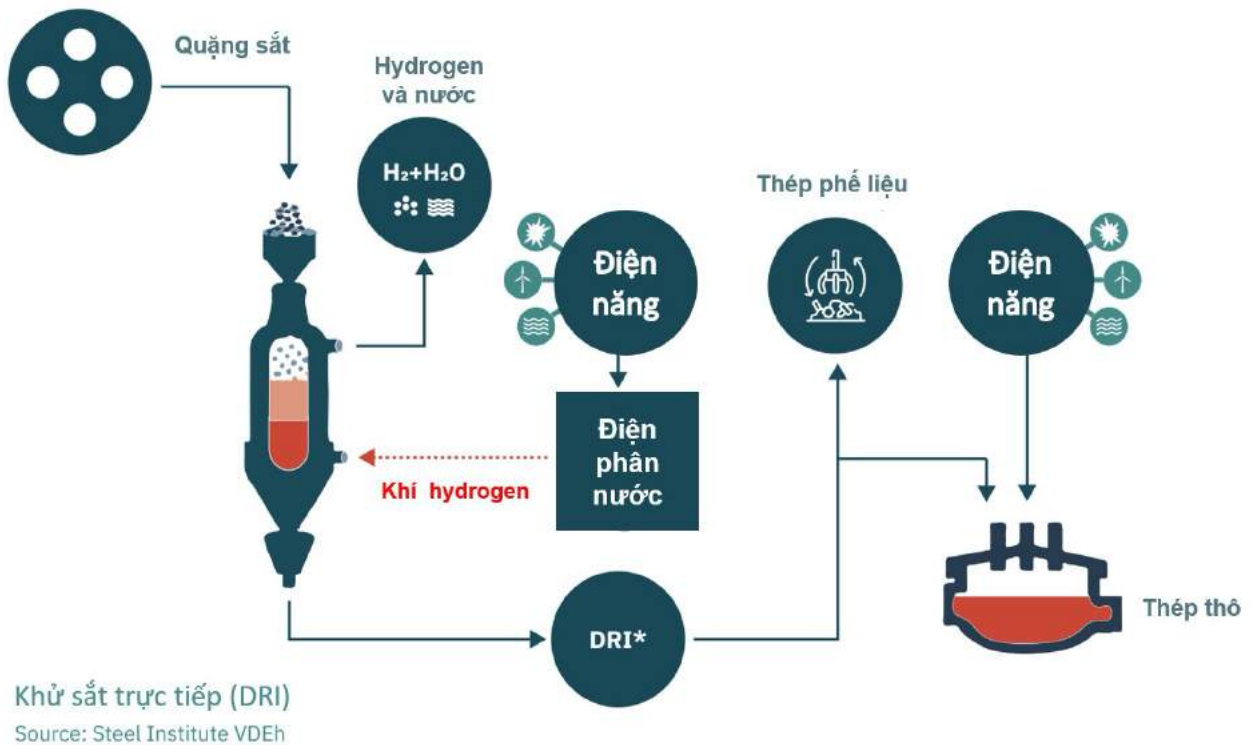 Quặng sắt
Hydrogen
và nước
H₂+H₂O
Thép phế liệu
Điện
năng
Điện
năng
Điện
phân
nước
Khí hydrogen
DRI*
Thép thô
Khử sắt trực tiếp (DRI)
Source: Steel Institute VDEh